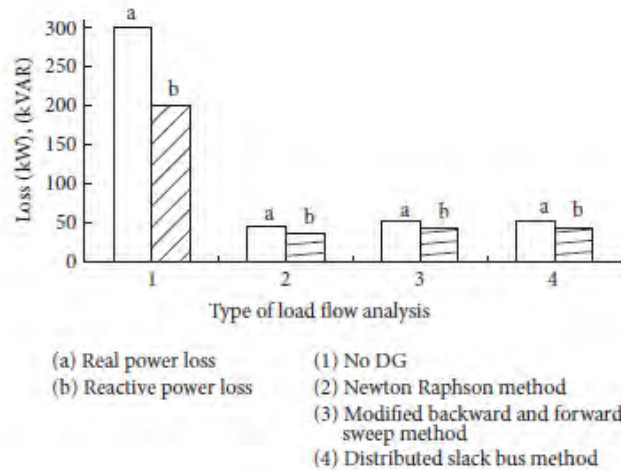 a
300
250
b
200
150
100
50
0
a b
a b
a b
1 2 3 4
Loss (kW), (kVAR)
Type of load flow analysis
(a) Real power loss
(b) Reactive power loss
(1) No DG
(2) Newton Raphson method
(3) Modified backward and forward
sweep method
(4) Distributed slack bus method